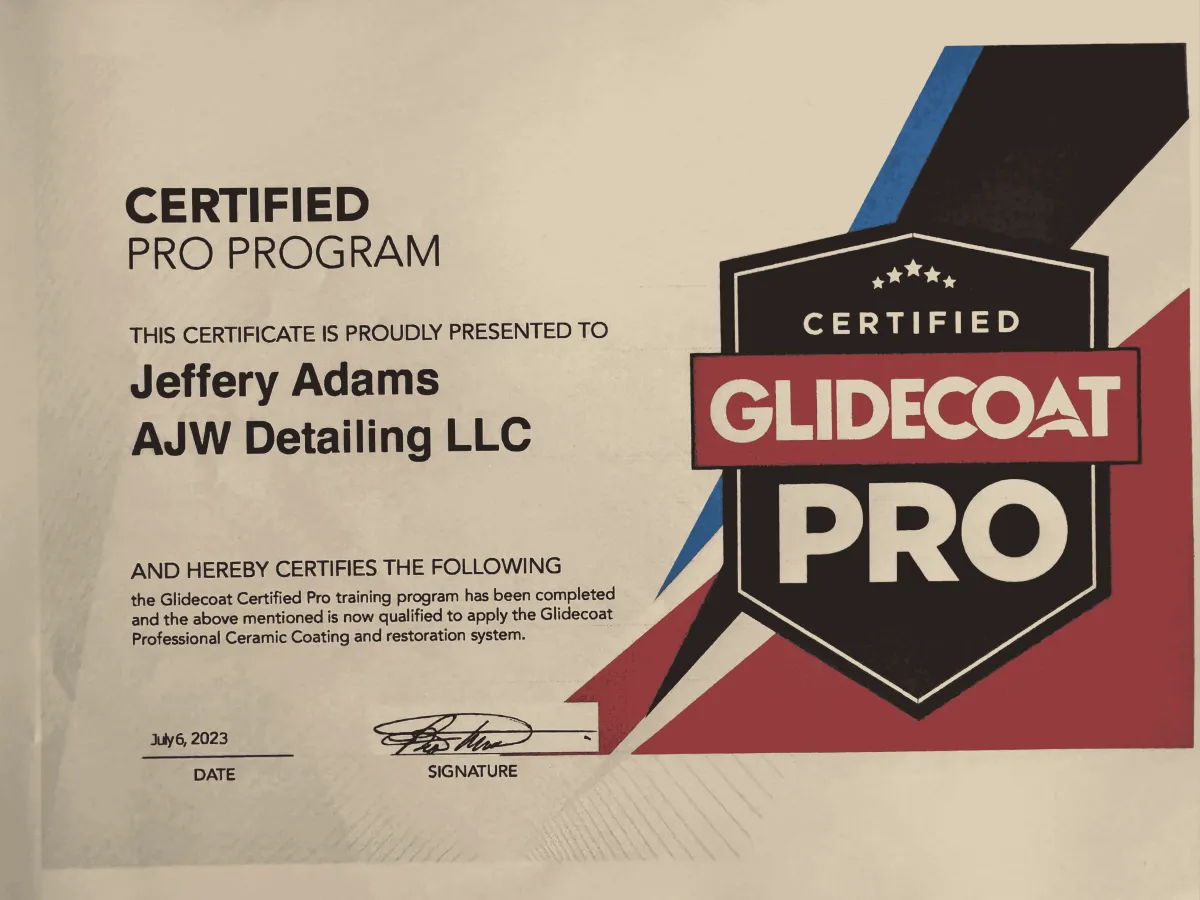 CERTIFIED
PRO PROGRAM
THIS CERTIFICATE IS PROUDLY PRESENTED TO
Jeffery Adams
AJW Detailing LLC
AND HEREBY CERTIFIES THE FOLLOWING
the Glidecoat Certified Pro training program has been completed
and the above mentioned is now qualified to apply the Glidecoat
Professional Ceramic Coating and restoration system.
July 6, 2023
DATE
SIGNATURE
CERTIFIED
GLIDECOAT
PRO